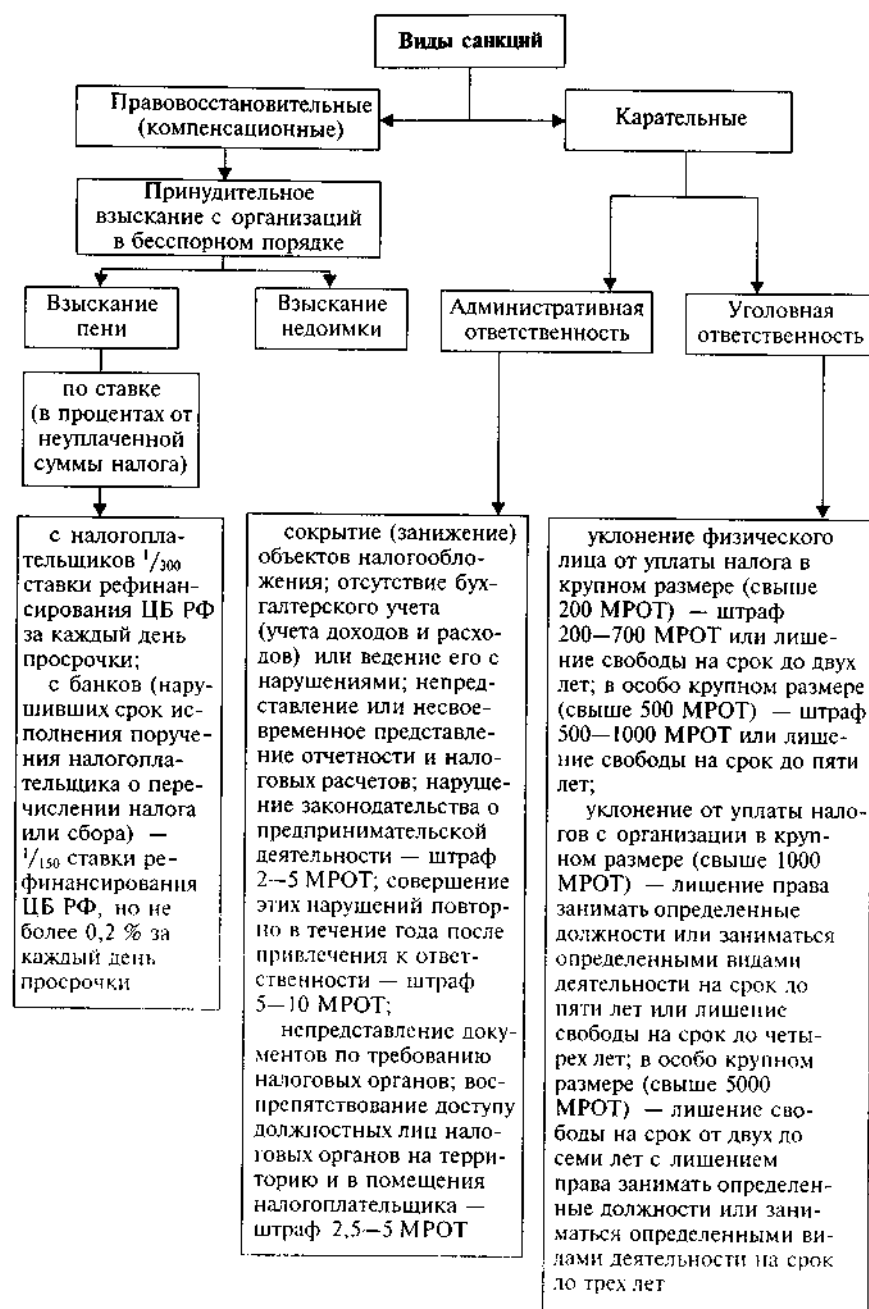 Виды санкций
Правовосстановительные
(компенсационные)
Карательные
Принудительное
взыскание с организаций
в бесспорном порядке
Взыскание
пени
Взыскание
недоимки
Административная
ответственность
Уголовная
ответственность
по ставке
(в процентах от
неуплаченной
суммы налога)
с налогопла-
тельщиков 1/300
ставки рефинан-
сирования ЦБ РФ
за каждый день
просрочки;
с банков (нару-
шивших срок ис-
полнения поруче-
ния налогопла-
тельщика о пере-
числении налога
или сбора) —
1/150 ставки ре-
финансирования
ЦБ РФ, но не
более 0,2 % за
каждый день
просрочки
сокрытие (занижение)
объектов налогообло-
жения; отсутствие бух-
галтерского учета
(учета доходов и расхо-
дов) или ведение его с
нарушениями; непред-
ставление или несвое-
временное представле-
ние отчетности и нало-
говых расчетов; наруше-
ние законодательства о
предпринимательской
деятельности — штраф
2—5 МРОТ; совершение
этих нарушений повтор-
но в течение года после
привлечения к ответ-
ственности — штраф
5—10 МРОТ;
непредставление доку-
ментов по требованию
налоговых органов; вос-
препятствование доступу
должностных лиц нало-
говых органов на терри-
торию и в помещения
налогоплательщика —
штраф 2,5—5 МРОТ
уклонение физического
лица от уплаты налога в
крупном размере (свыше
200 МРОТ) — штраф
200—700 МРОТ или лише-
ние свободы на срок до двух
лет; в особо крупном размере
(свыше 500 МРОТ) — штраф
500—1000 МРОТ или лише-
ние свободы на срок до пяти
лет;
уклонение от уплаты нало-
гов с организации в круп-
ном размере (свыше 1000
МРОТ) — лишение права
занимать определенные
должности или заниматься
определенными видами
деятельности на срок до
пяти лет или лишение
свободы на срок до четы-
рех лет; в особо крупном
размере (свыше 5000
МРОТ) — лишение сво-
боды на срок от двух до
семи лет с лишением
права занимать определен-
ные должности или зани-
маться определенными ви-
дами деятельности на срок
до трех лет